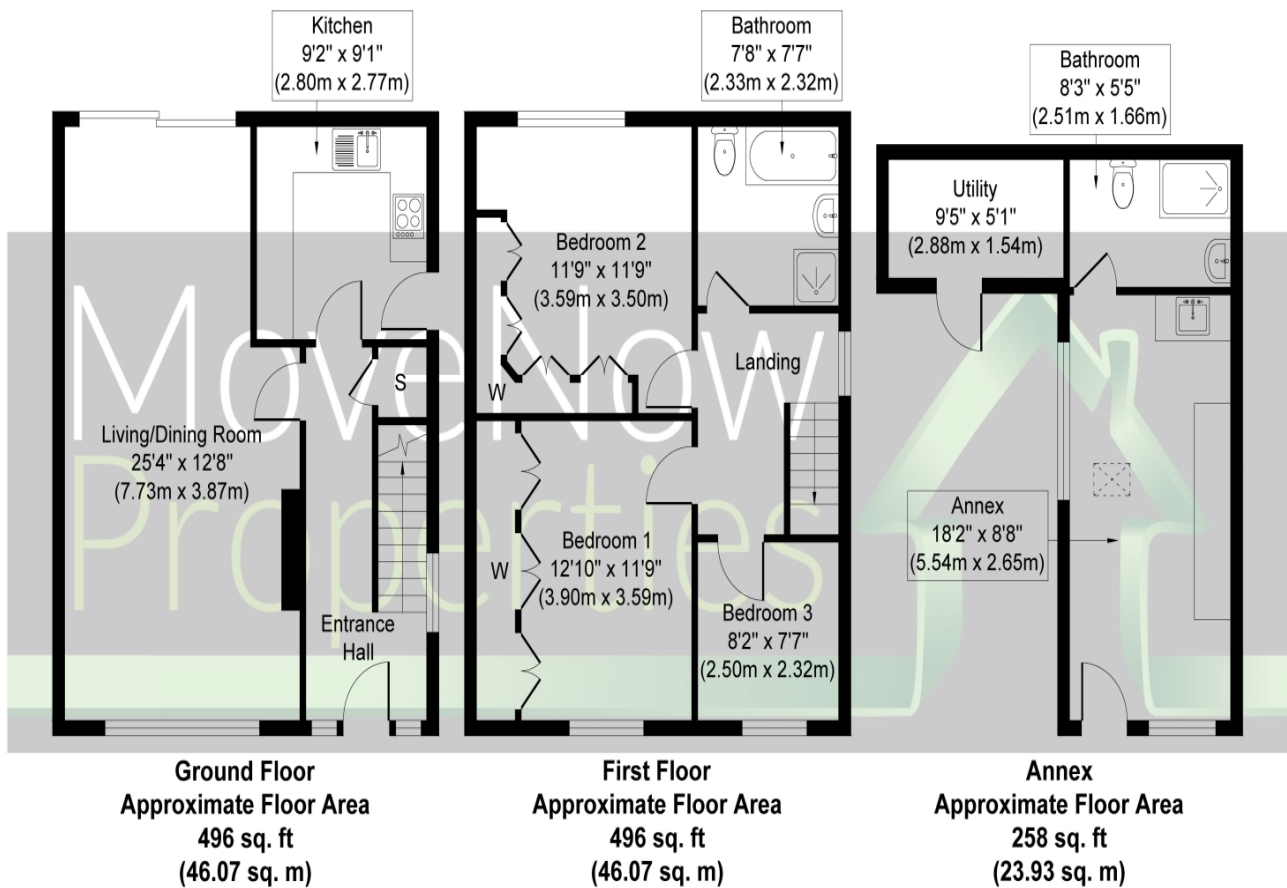 Kitchen
9'2" x 9'1"
(2.80m x 2.77m)
Living/Dining Room
25'4" x 12'8"
(7.73m x 3.87m)
S
Entrance
Hall
Ground Floor
Approximate Floor Area
496 sq. ft
(46.07 sq. m)
Bathroom
7'8" x 7'7"
(2.33m x 2.32m)
Bedroom 2
11'9" x 11'9"
(3.59m x 3.50m)
W
Landing
Bedroom 1
12'10" x 11'9"
(3.90m x 3.59m)
W
Bedroom 3
8'2" x 7'7"
(2.50m x 2.32m)
First Floor
Approximate Floor Area
496 sq. ft
(46.07 sq. m)
Bathroom
8'3" x 5'5"
(2.51m x 1.66m)
Utility
9'5" x 5'1"
(2.88m x 1.54m)
Annex
18'2" x 8'8"
(5.54m x 2.65m)
Annex
Approximate Floor Area
258 sq. ft
(23.93 sq. m)
MoveNow
Properties